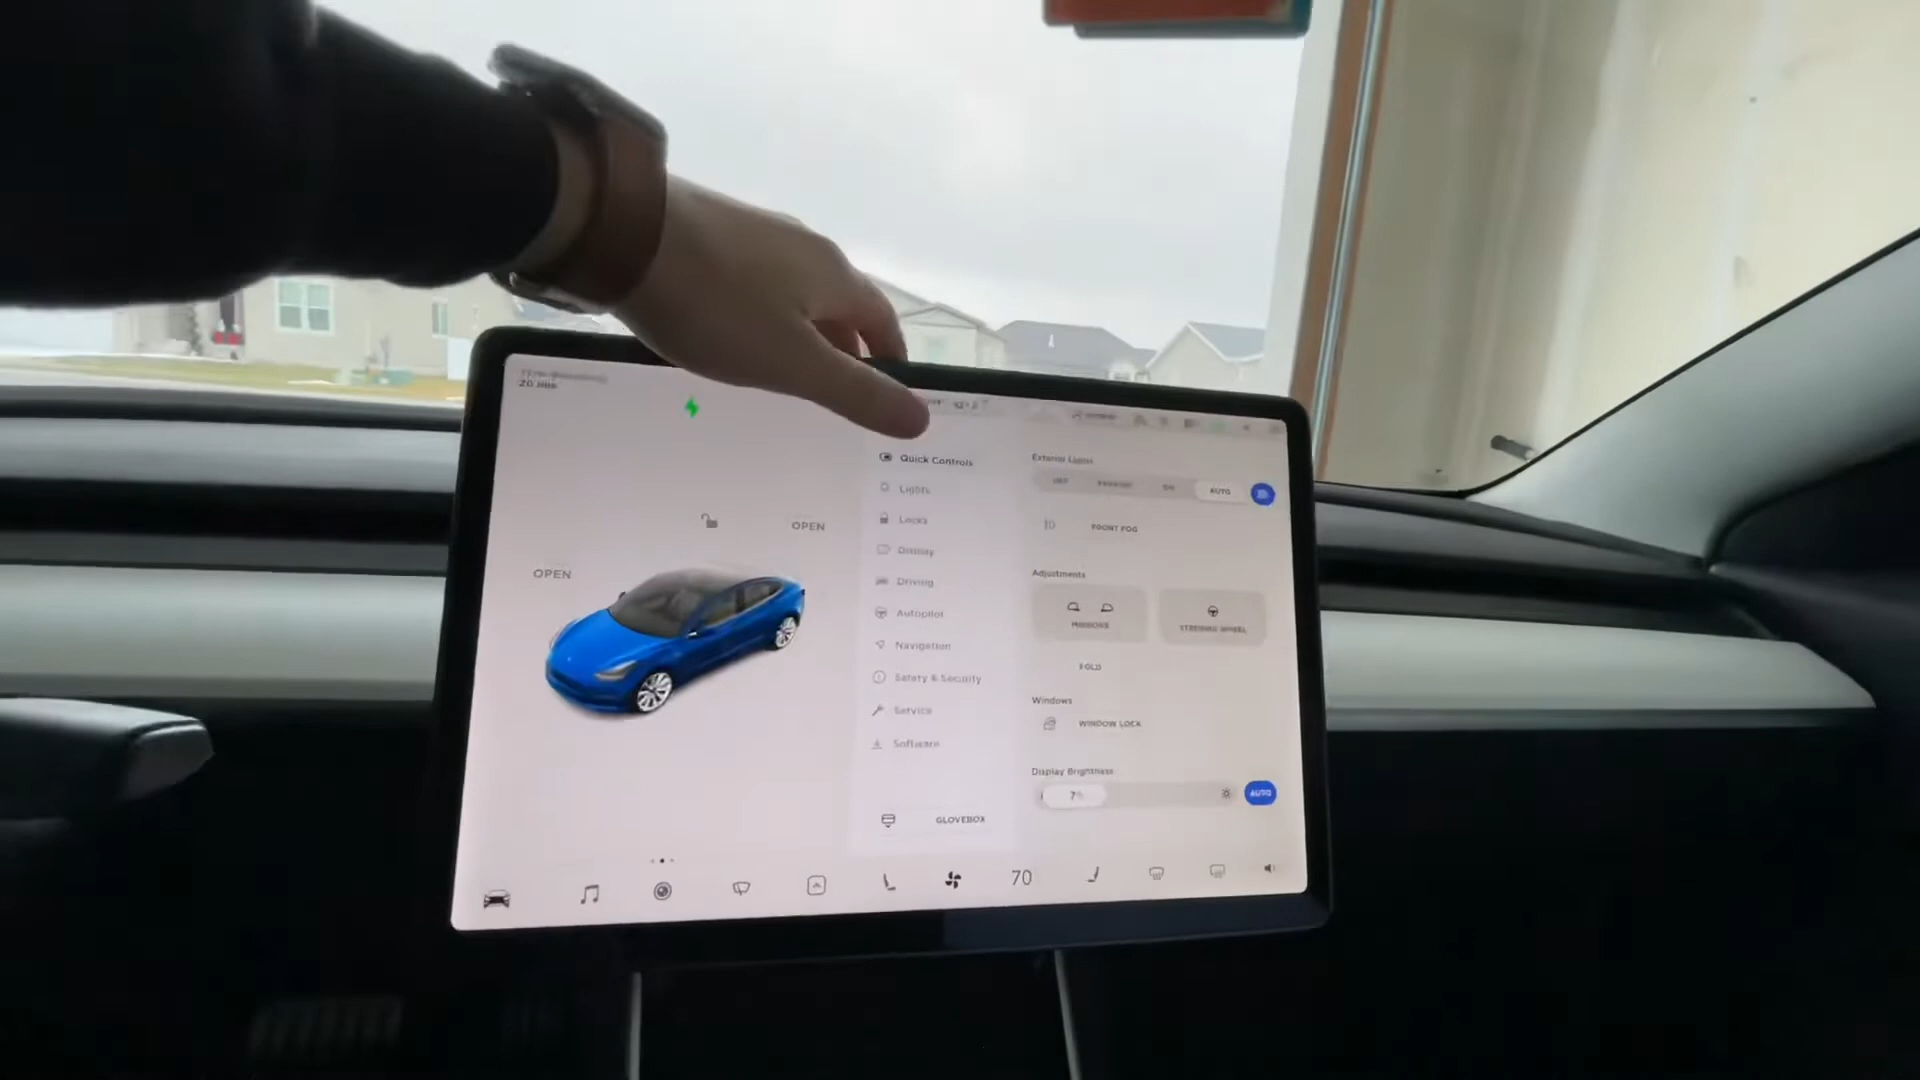 Quick Controls
Lights
Locks
Display
Driving
Autopilot
Navigation
Safety & Security
Service
Software
GLOVEBOX
OPEN
OPEN
Exterior Lights
AUTO
FRONT FOG
Adjustments
MIRRORS
STEERING WHEEL
FOLD
Windows
WINDOW LOCK
Display Brightness
7%
AUTO
70